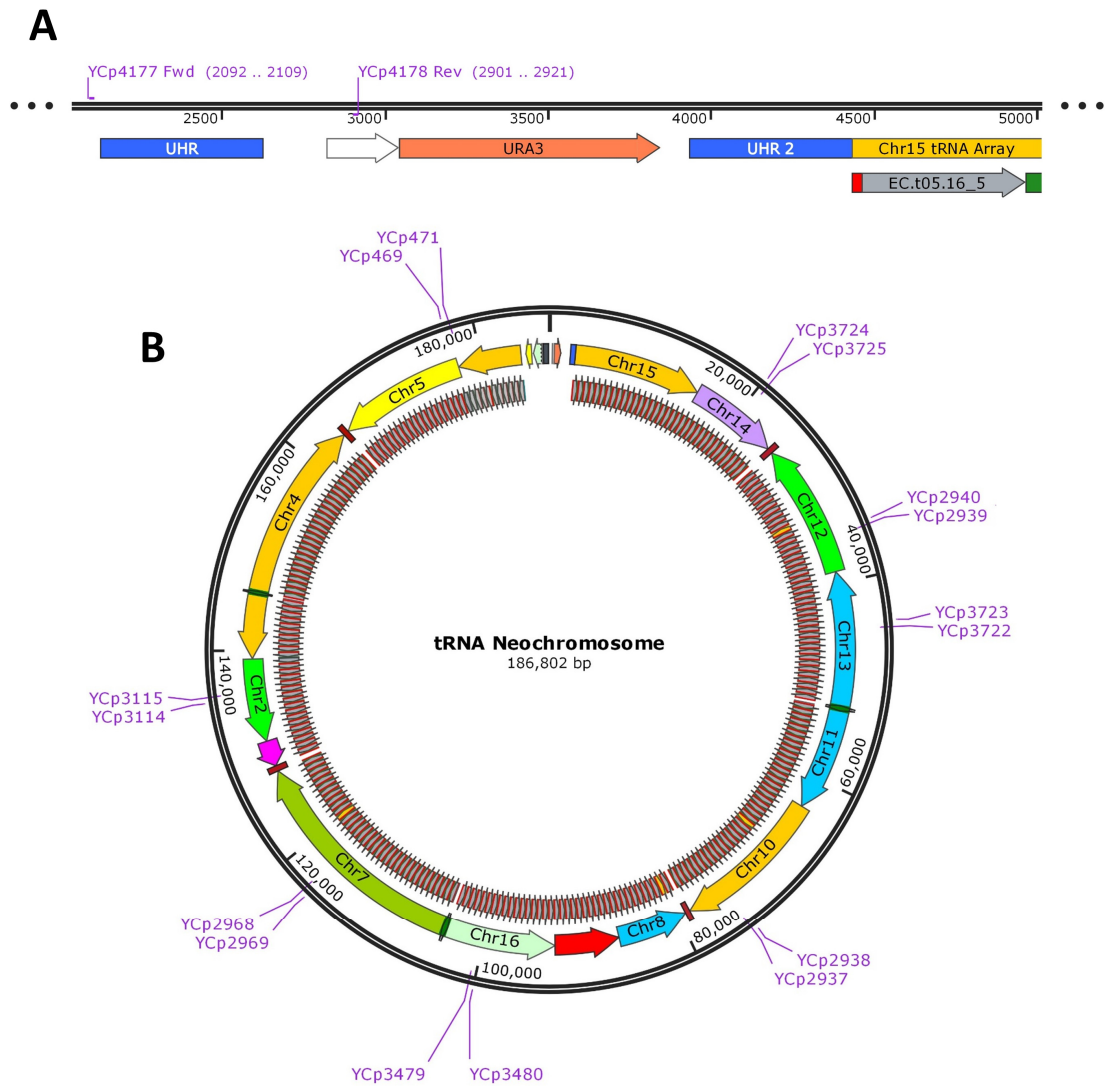 A
YCp4177 Fwd (2092 .. 2109)
YCp4178 Rev (2901 .. 2921)
2500 3000 3500 4000 4500 5000
UHR URA3 UHR 2 Chr15 tRNA Array
EC.t05.16_5
B
YCp471
YCp469
YCp3724
YCp3725
180,000
20,000
Chr5
Chr15
Chr14
160,000
Chr4
Chr12
YCp2940
YCp2939
40,000
YCp3723
YCp3722
tRNA Neochromosome
186,802 bp
Chr13
140,000
Chr2
YCp3115
YCp3114
Chr11
60,000
Chr10
Chr7
120,000
YCp2968
YCp2969
Chr16
Chr8
80,000
100,000
YCp2938
YCp2937
YCp3479
YCp3480